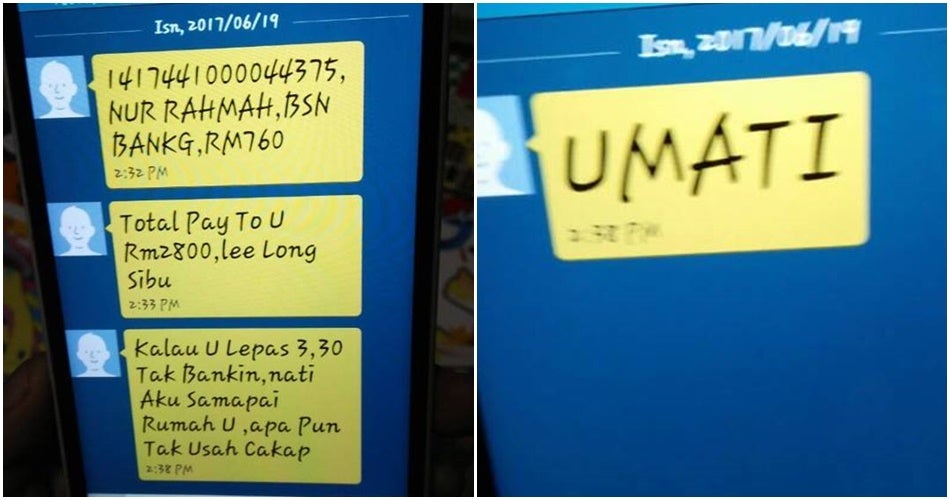 Isn, 2017/06/19
1417441000044375,
NUR RAHMAH,BSN
BANKG,RM760
2:32 PM
Total Pay To U
Rm2800,lee Long
Sibu
2:33 PM
Kalau U Lepas 3,30
Tak Bankin,nati
Aku Samapai
Rumah U ,apa Pun
Tak Usah Cakap
2:38 PM
Isn, 2017/06/19
UMATI
2:38 PM